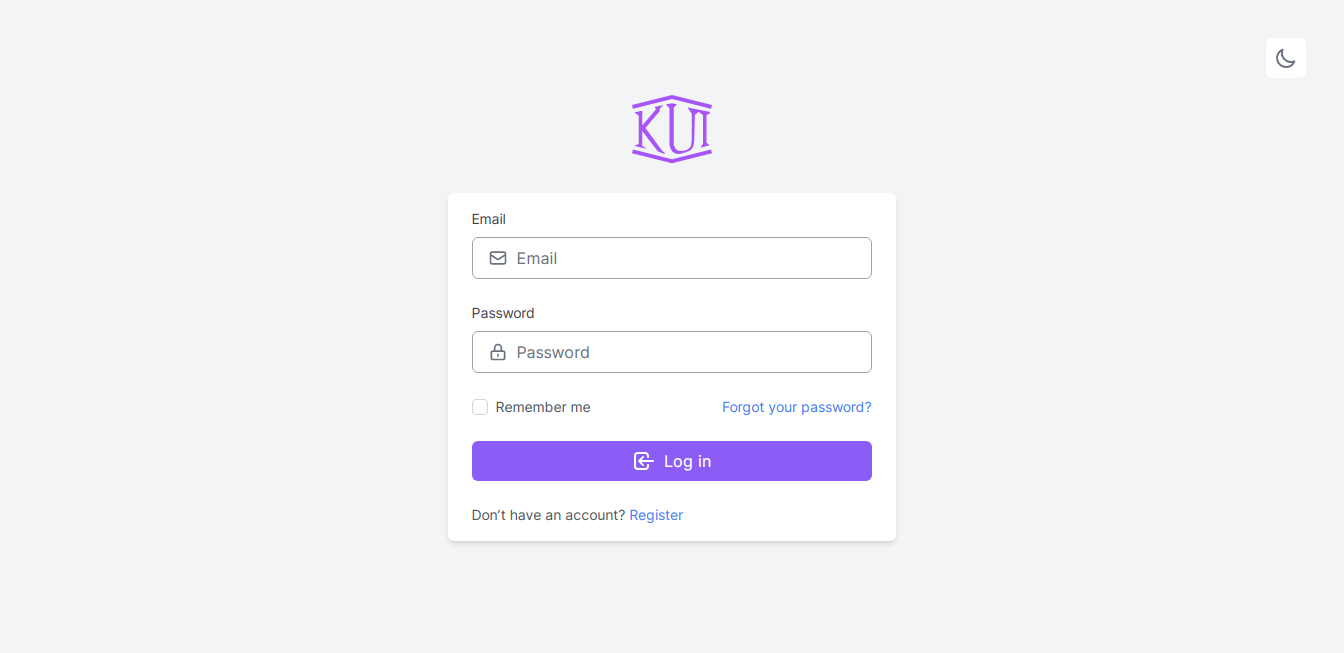 KUI
Email
Email
Password
Password
Remember me Forgot your password?
Log in
Don’t have an account? Register